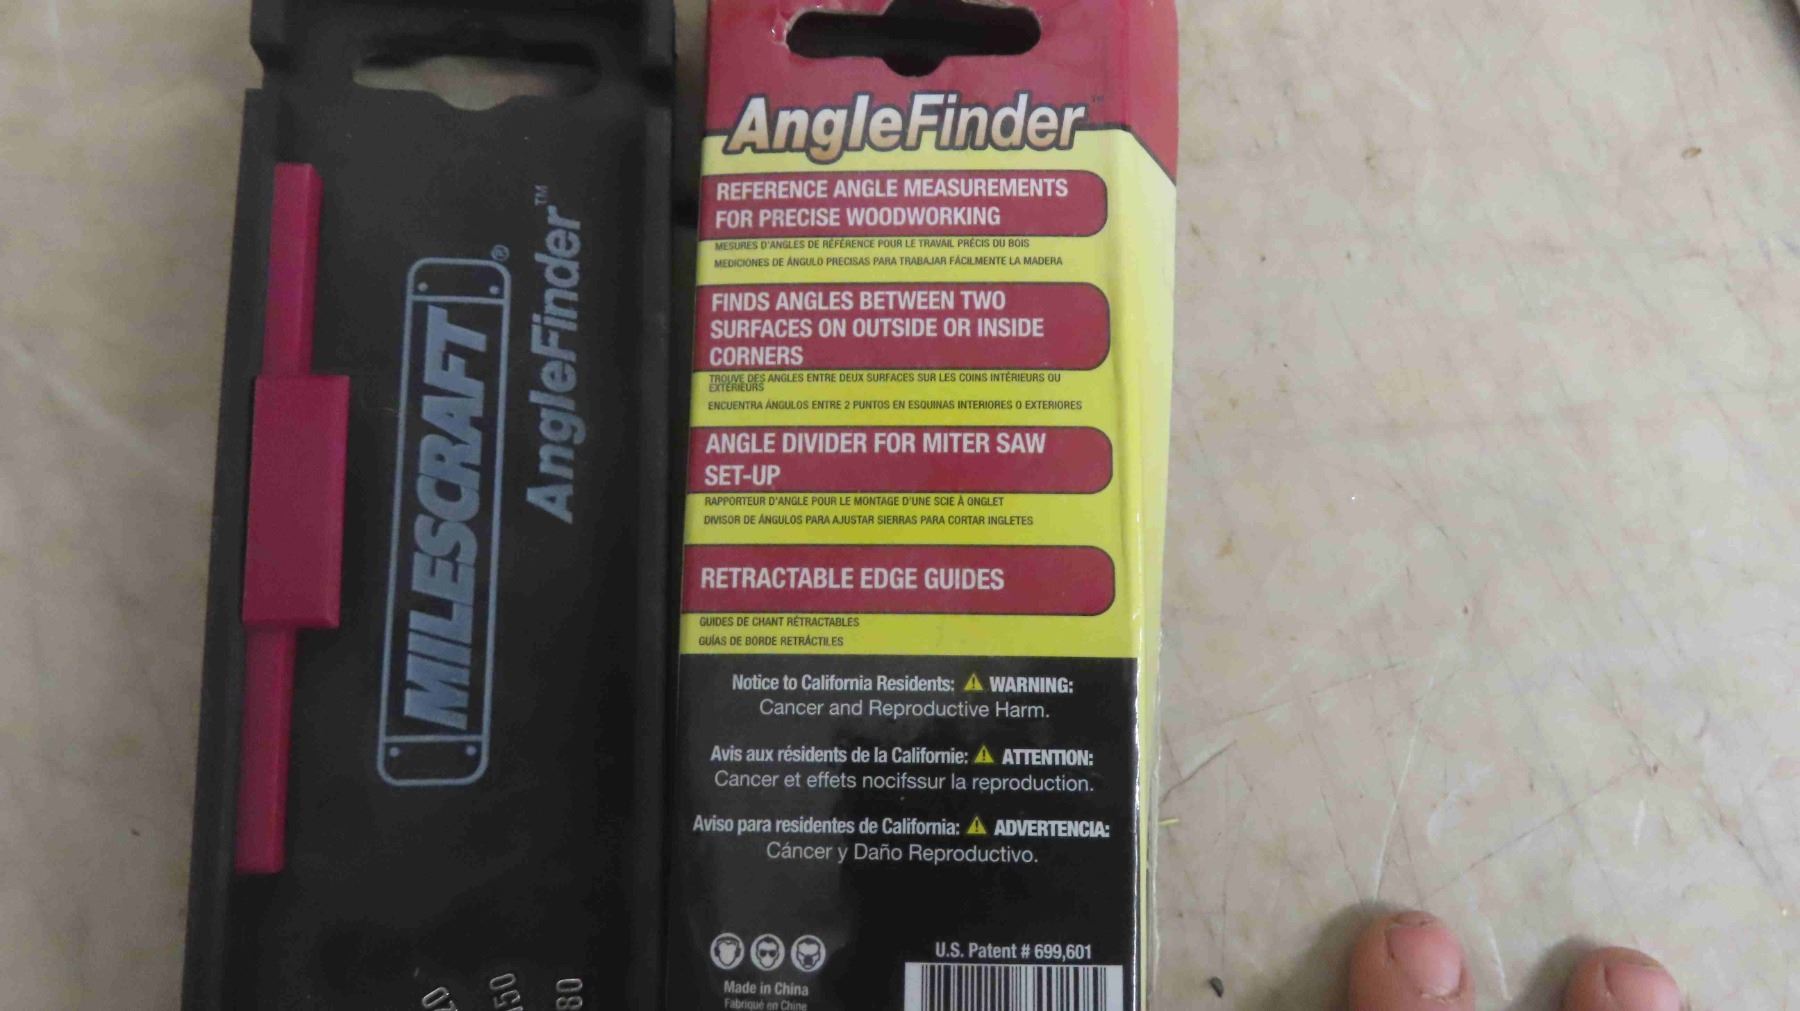 MILESCRAFT®
AngleFinder™
150
AngleFinder™
REFERENCE ANGLE MEASUREMENTS
FOR PRECISE WOODWORKING
MESURES D'ANGLES DE RÉFÉRENCE POUR LE TRAVAIL PRÉCIS DU BOIS
MEDICIONES DE ÁNGULO PRECISAS PARA TRABAJAR FÁCILMENTE LA MADERA
FINDS ANGLES BETWEEN TWO
SURFACES ON OUTSIDE OR INSIDE
CORNERS
TROUVE DES ANGLES ENTRE DEUX SURFACES SUR LES COINS INTÉRIEURS OU
EXTÉRIEURS
ENCUENTRA ÁNGULOS ENTRE 2 PUNTOS EN ESQUINAS INTERIORES O EXTERIORES
ANGLE DIVIDER FOR MITER SAW
SET-UP
RAPPORTEUR D'ANGLE POUR LE MONTAGE D'UNE SCIE À ONGLET
DIVISOR DE ÁNGULOS PARA AJUSTAR SIERRAS PARA CORTAR INGLETES
RETRACTABLE EDGE GUIDES
GUIDES DE CHANT RÉTRACTABLES
GUÍAS DE BORDE RETRÁCTILES
Notice to California Residents: ⚠ WARNING:
Cancer and Reproductive Harm.
Avis aux résidents de la Californie: ⚠ ATTENTION:
Cancer et effets nocifssur la reproduction.
Aviso para residentes de California: ⚠ ADVERTENCIA:
Cáncer y Daño Reproductivo.
U.S. Patent # 699,601
Made in China
Fabriqué en Chine